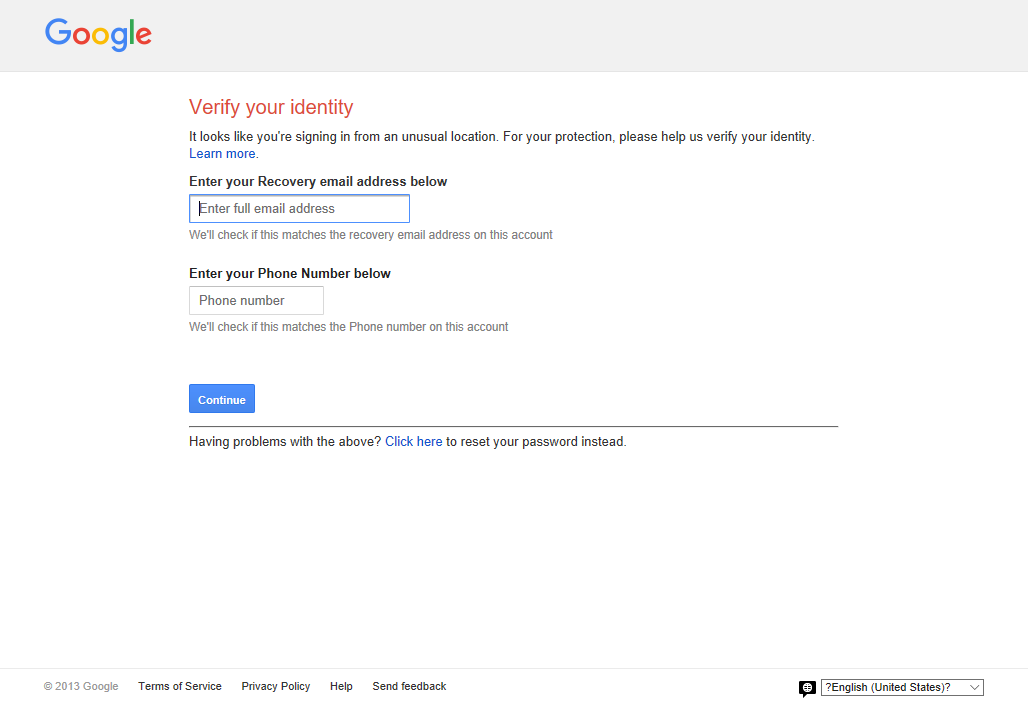 Google
Verify your identity
It looks like you're signing in from an unusual location. For your protection, please help us verify your identity.
Learn more.
Enter your Recovery email address below
Enter full email address
We'll check if this matches the recovery email address on this account
Enter your Phone Number below
Phone number
We'll check if this matches the Phone number on this account
Continue
Having problems with the above? Click here to reset your password instead.
© 2013 Google Terms of Service Privacy Policy Help Send feedback ?English (United States)?